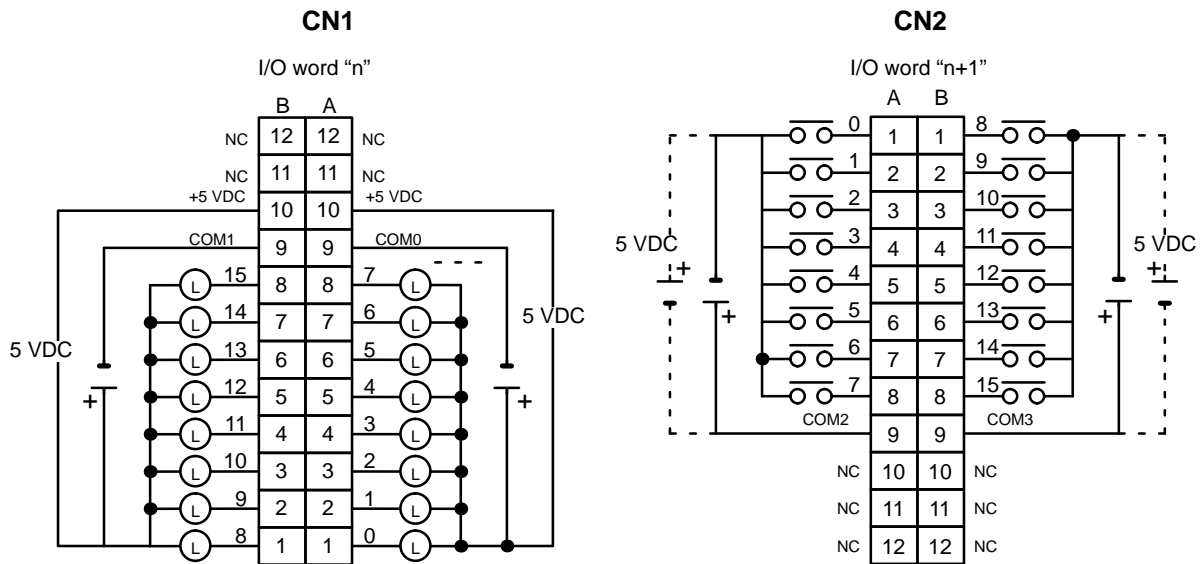 CN1
I/O word “n”
B A
NC 12 12 NC
NC 11 11 NC
+5 VDC 10 10 +5 VDC
COM1 9 9 COM0
L 15 8 8 7 L
L 14 7 7 6 L
L 13 6 6 5 L
L 12 5 5 4 L
L 11 4 4 3 L
L 10 3 3 2 L
L 9 2 2 1 L
L 8 1 1 0 L
5 VDC
+
5 VDC
+
CN2
I/O word “n+1”
A B
0 1 1 8
1 2 2 9
2 3 3 10
3 4 4 11
4 5 5 12
5 6 6 13
6 7 7 14
7 8 8 15
COM2 9 9 COM3
NC 10 10 NC
NC 11 11 NC
NC 12 12 NC
5 VDC
+
+
5 VDC
+
+